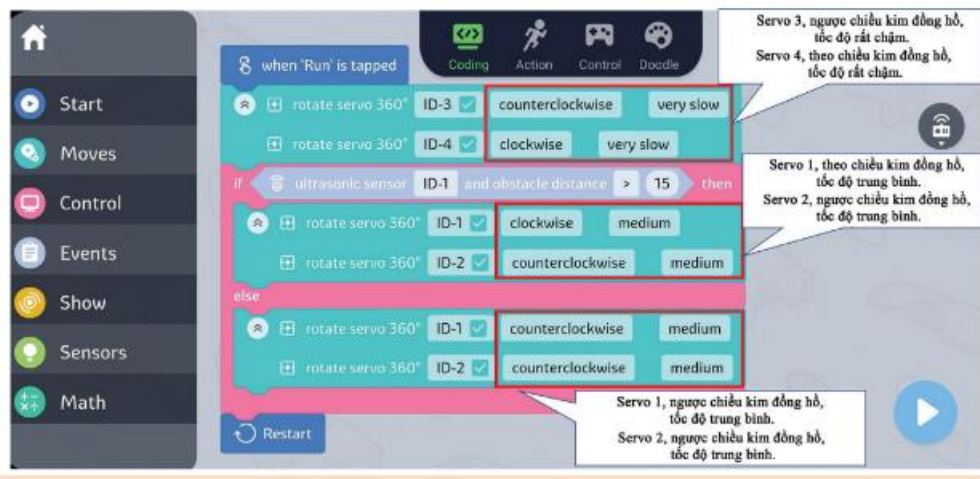 Coding
Action
Control
Doodle
Start
Moves
Control
Events
Show
Sensors
Math
when 'Run' is tapped
rotate servo 360° ID-3 counterclockwise very slow
rotate servo 360° ID-4 clockwise very slow
if ultrasonic sensor ID-1 and obstacle distance > 15 then
rotate servo 360° ID-1 clockwise medium
rotate servo 360° ID-2 counterclockwise medium
else
rotate servo 360° ID-1 counterclockwise medium
rotate servo 360° ID-2 counterclockwise medium
Restart
Servo 3, ngược chiều kim đồng hồ,
tốc độ rất chậm.
Servo 4, theo chiều kim đồng hồ,
tốc độ rất chậm.
Servo 1, theo chiều kim đồng hồ,
tốc độ trung bình.
Servo 2, ngược chiều kim đồng hồ,
tốc độ trung bình.
Servo 1, ngược chiều kim đồng hồ,
tốc độ trung bình.
Servo 2, ngược chiều kim đồng hồ,
tốc độ trung bình.